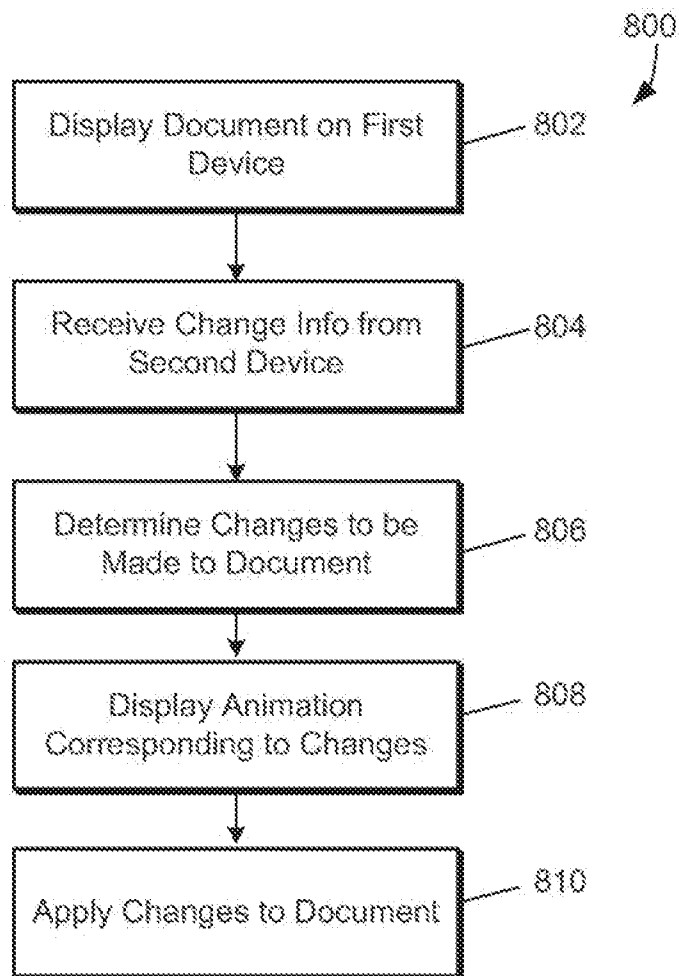 800
Display Document on First
Device
802
Receive Change Info from
Second Device
804
Determine Changes to be
Made to Document
806
Display Animation
Corresponding to Changes
808
Apply Changes to Document
810